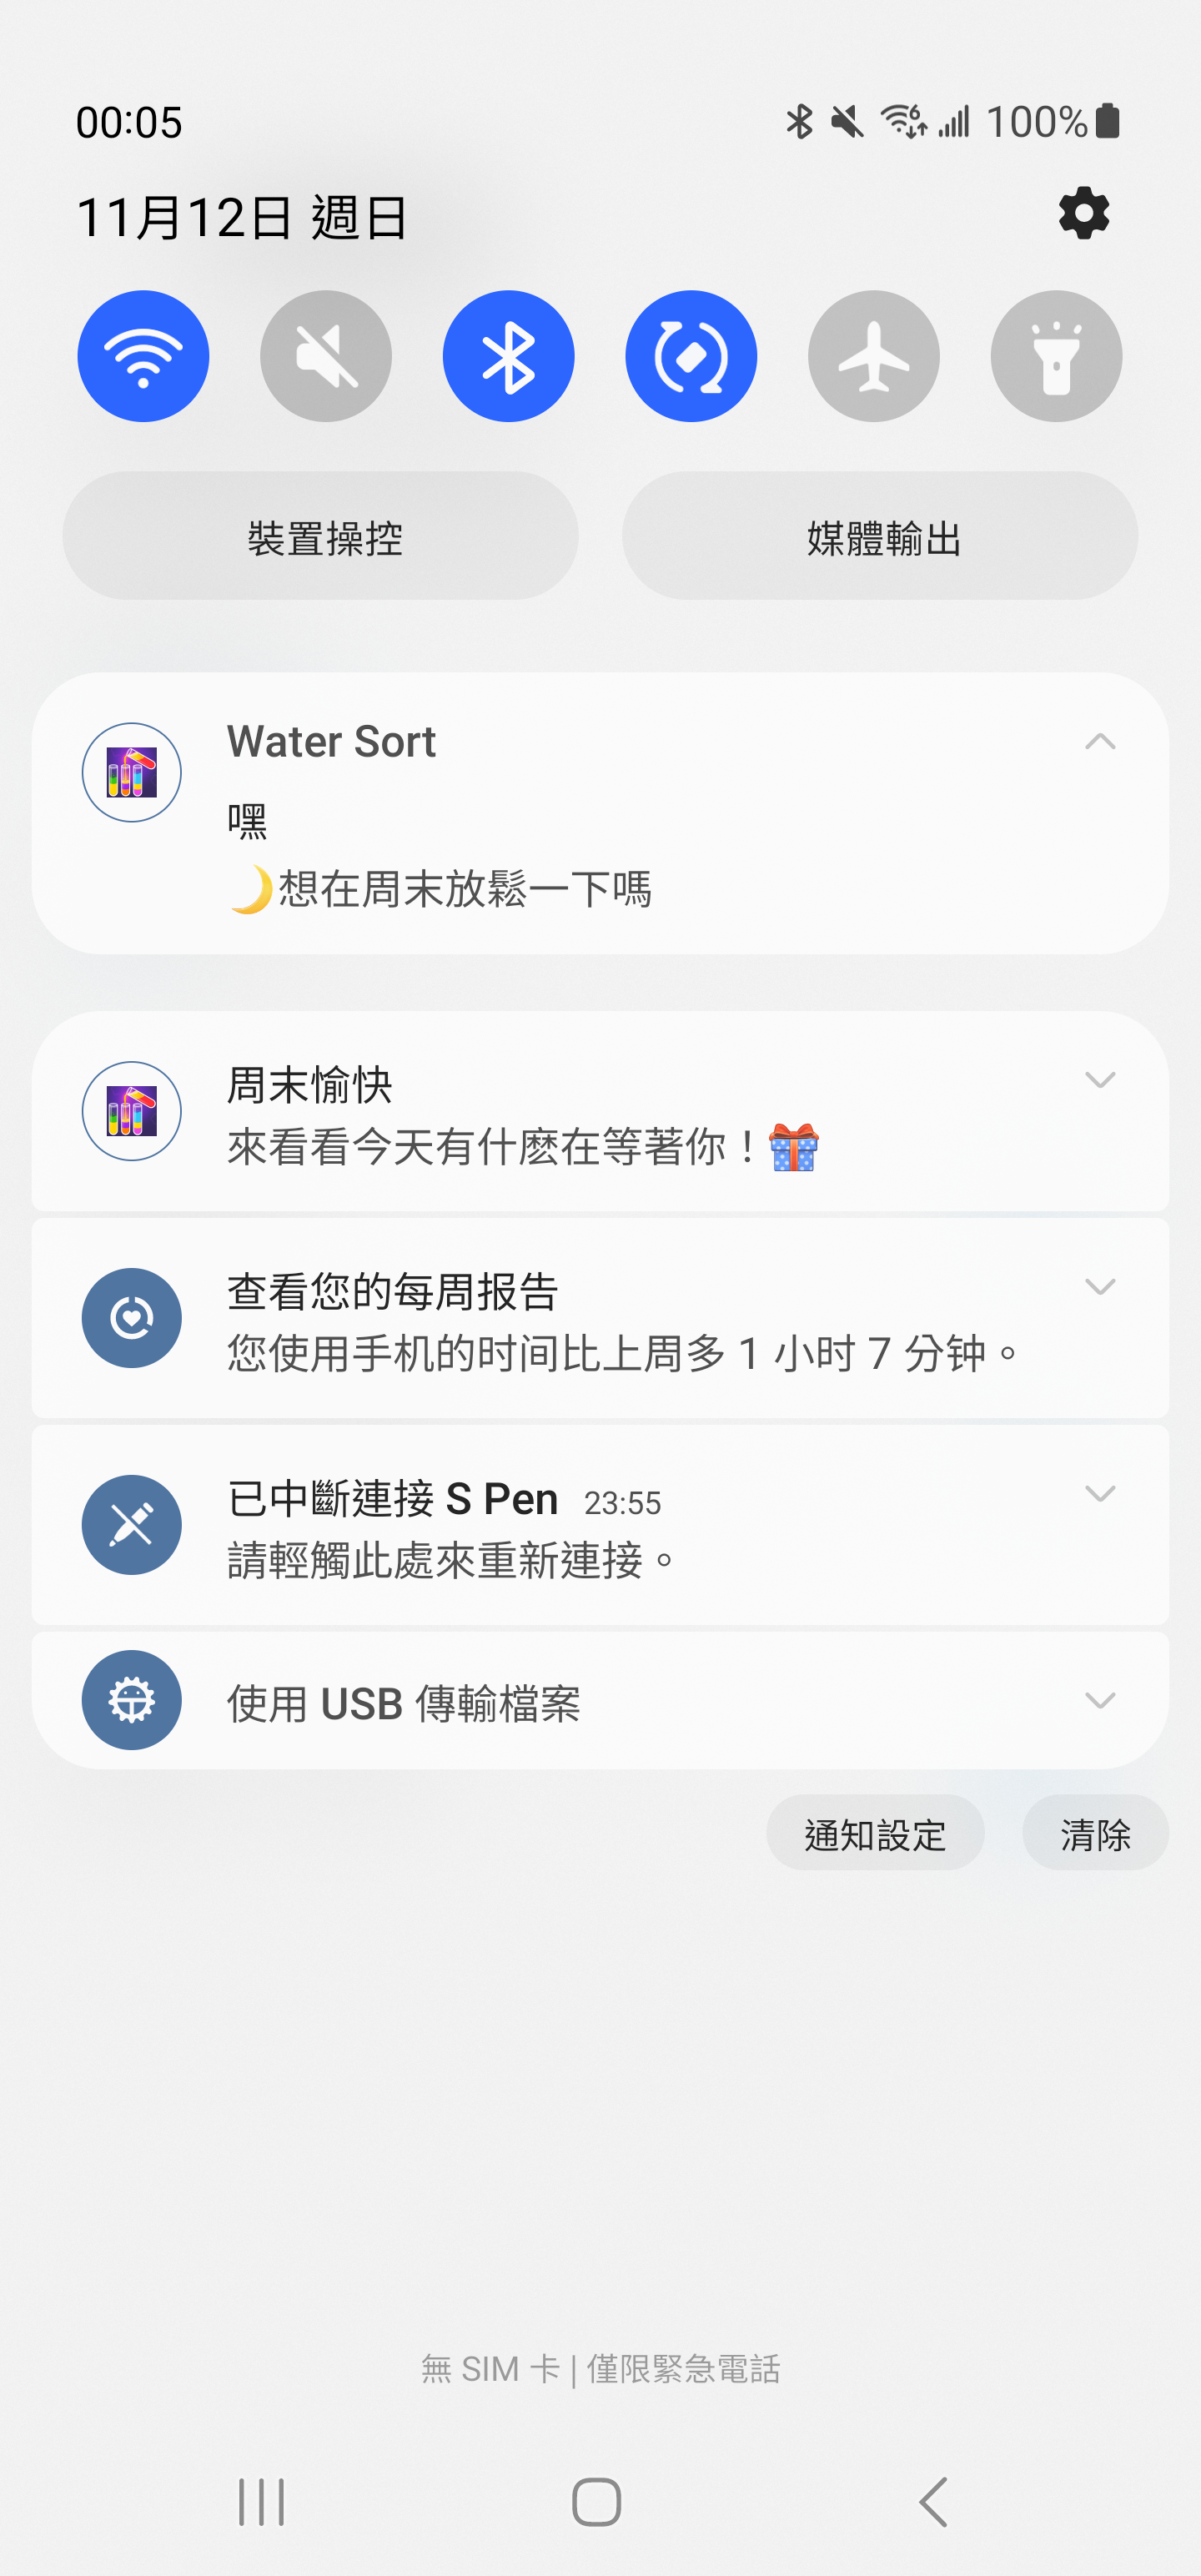 00:05
6 100%
11月12日 週日
裝置操控
媒體輸出
Water Sort
嘿
🌙想在周末放鬆一下嗎
周末愉快
來看看今天有什麽在等著你！🎁
查看您的每周报告
您使用手机的时间比上周多 1 小时 7 分钟。
已中斷連接 S Pen 23:55
請輕觸此處來重新連接。
使用 USB 傳輸檔案
通知設定
清除
無 SIM 卡 | 僅限緊急電話